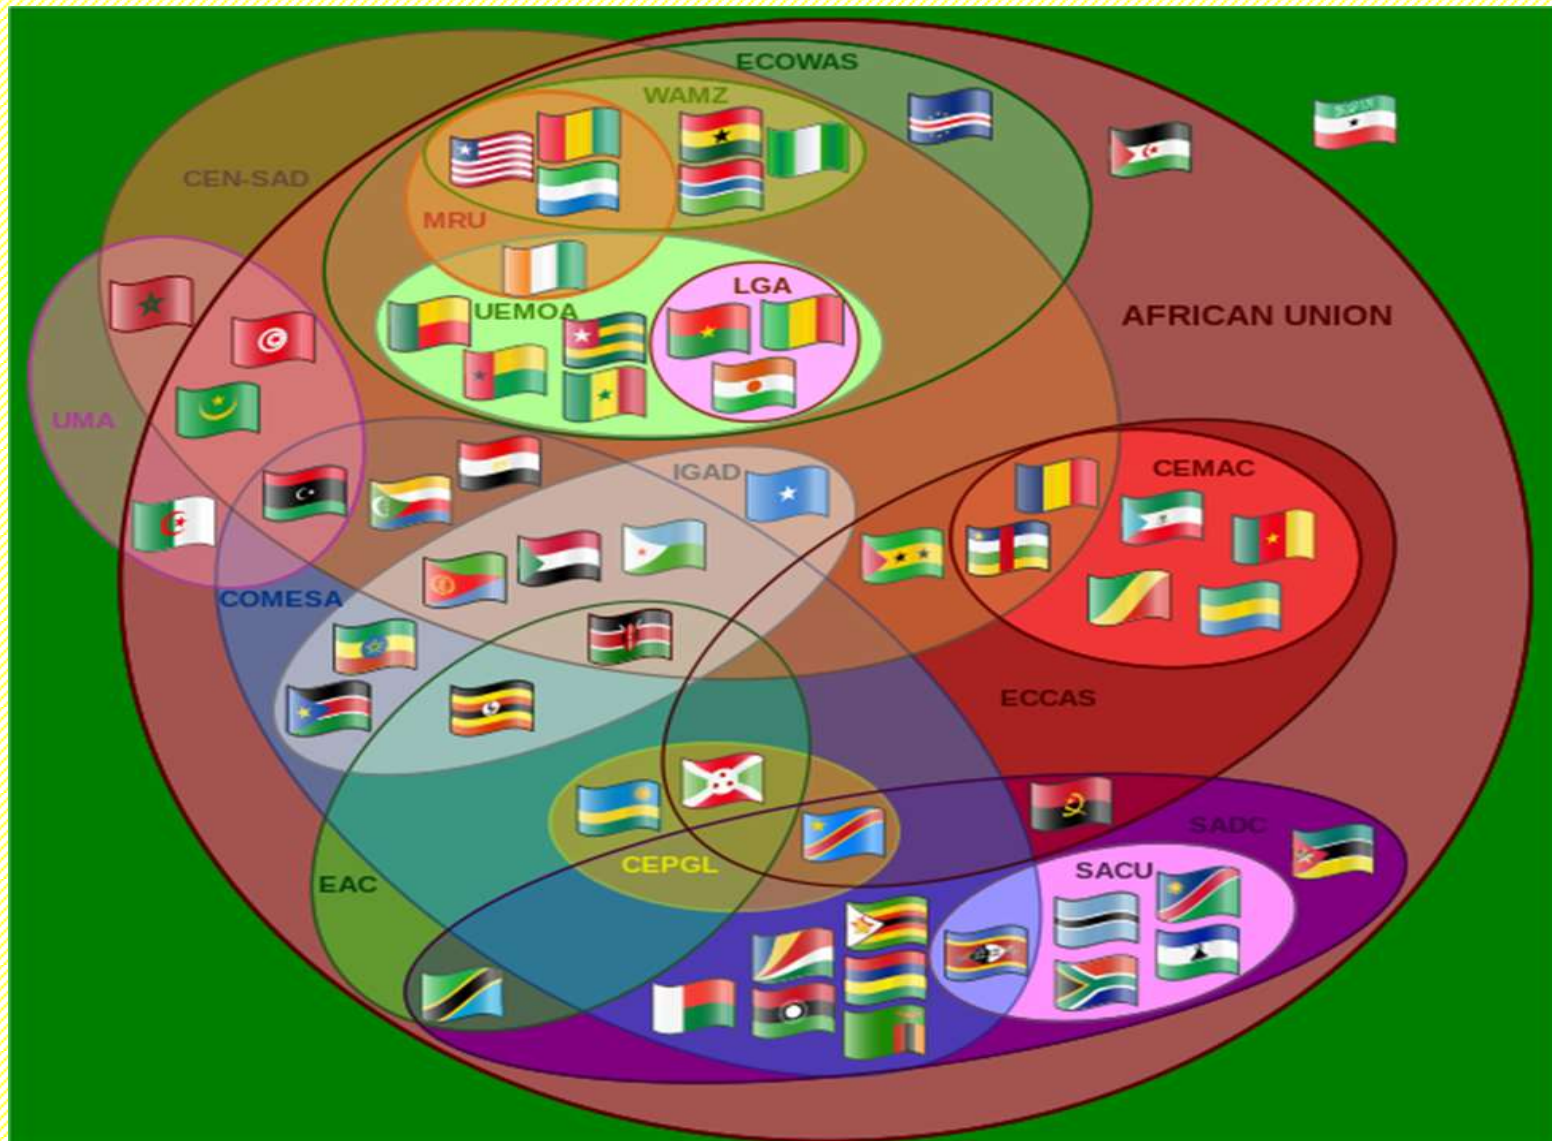 ECOWAS
WAMZ
CEN-SAD
MRU
LGA
UEMOA
AFRICAN UNION
UMA
IGAD
CEMAC
COMESA
ECCAS
SADC
CEPGL
SACU
EAC